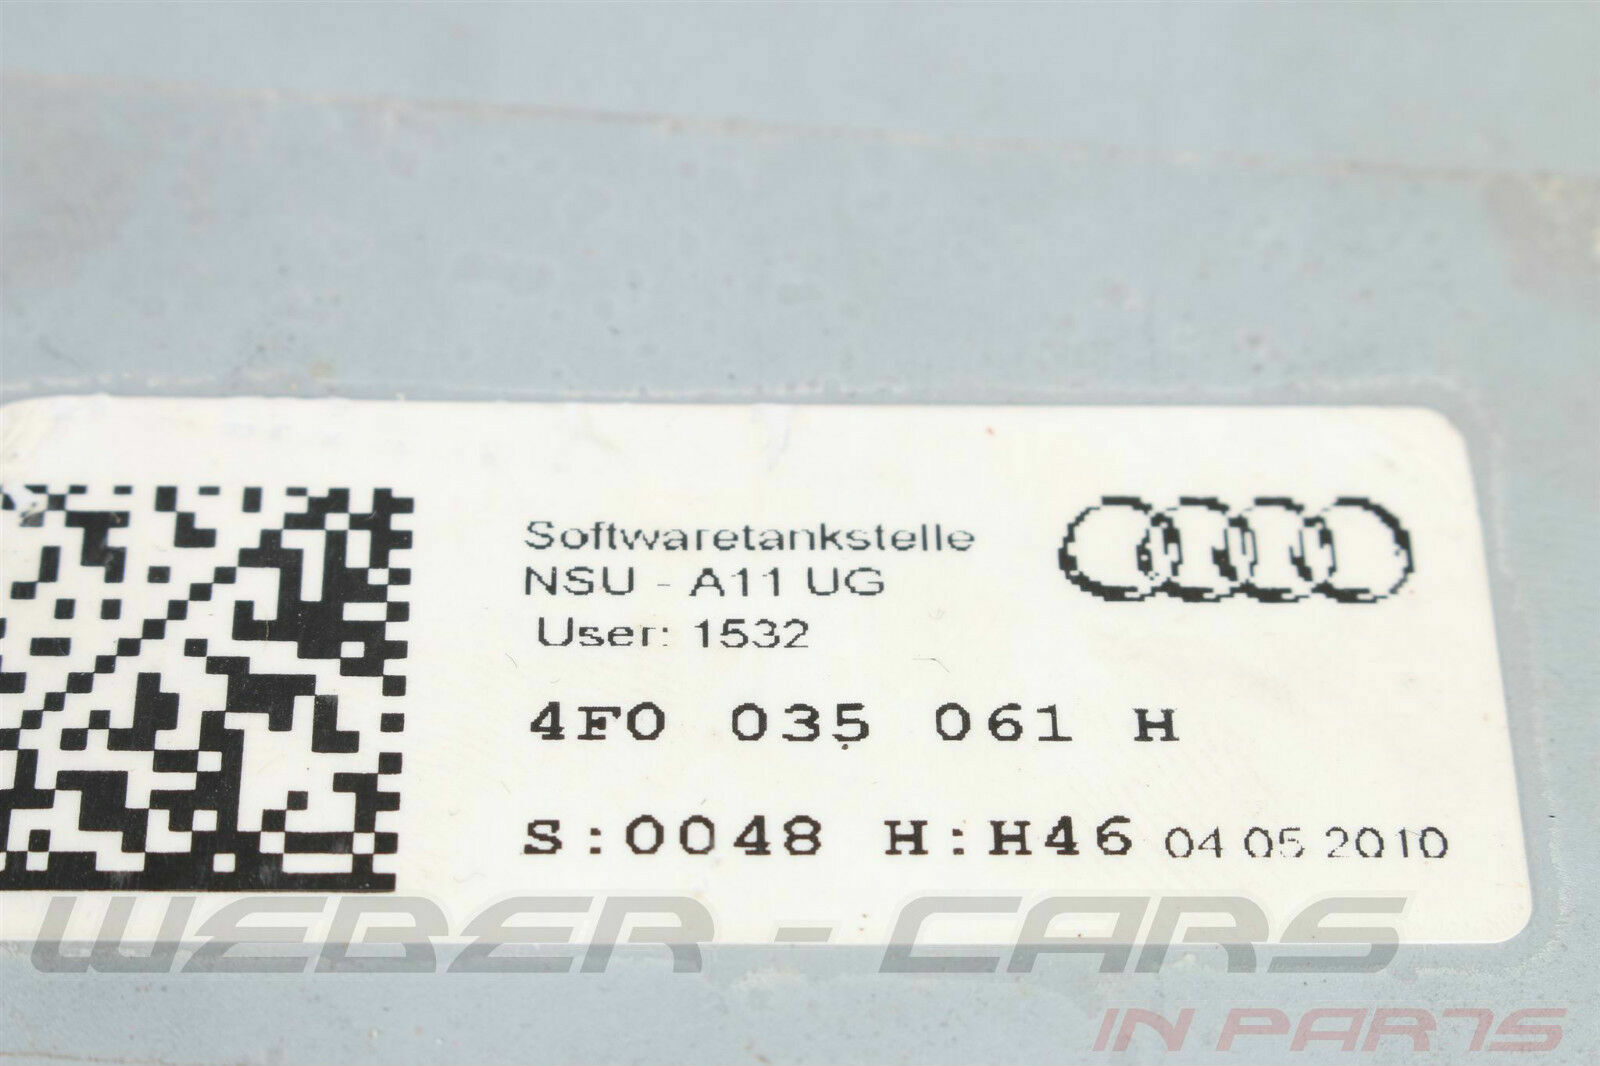 Softwaretankstelle
NSU - A11 UG
User: 1532
4F0 035 061 H
S:0048 H:H46 04 05 2010
WEBER - CARS
IN PARTS